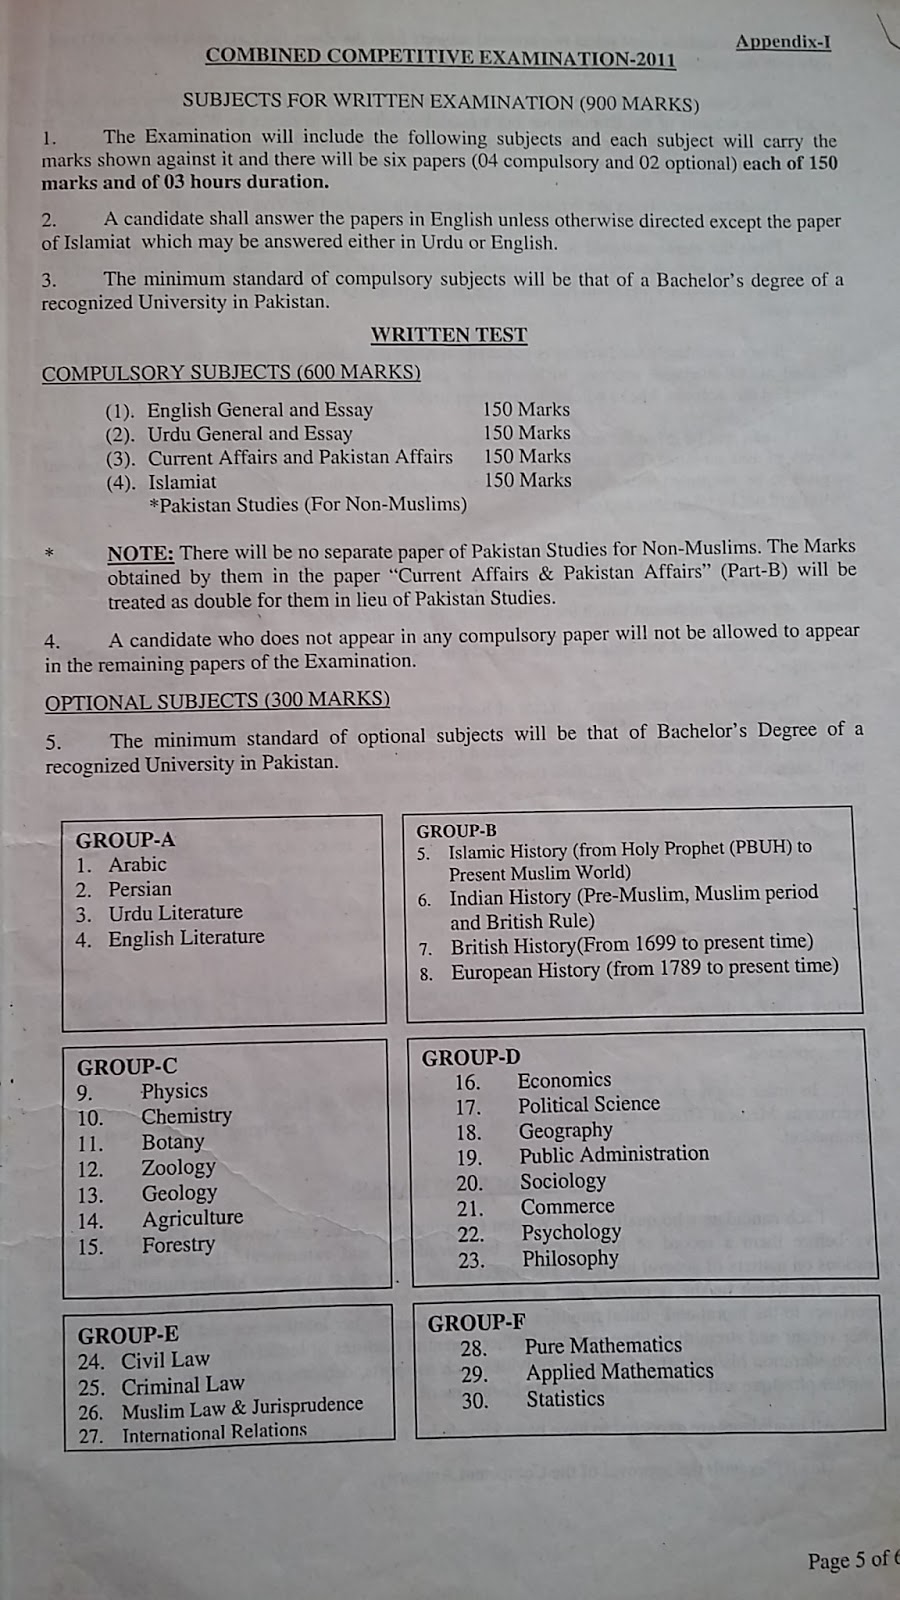 Appendix-I
COMBINED COMPETITIVE EXAMINATION-2011
SUBJECTS FOR WRITTEN EXAMINATION (900 MARKS)
1. The Examination will include the following subjects and each subject will carry the
marks shown against it and there will be six papers (04 compulsory and 02 optional) each of 150
marks and of 03 hours duration.
2. A candidate shall answer the papers in English unless otherwise directed except the paper
of Islamiat which may be answered either in Urdu or English.
3. The minimum standard of compulsory subjects will be that of a Bachelor's degree of a
recognized University in Pakistan.
WRITTEN TEST
COMPULSORY SUBJECTS (600 MARKS)
(1). English General and Essay 150 Marks
(2). Urdu General and Essay 150 Marks
(3). Current Affairs and Pakistan Affairs 150 Marks
(4). Islamiat 150 Marks
*Pakistan Studies (For Non-Muslims)
* NOTE: There will be no separate paper of Pakistan Studies for Non-Muslims. The Marks
obtained by them in the paper “Current Affairs & Pakistan Affairs” (Part-B) will be
treated as double for them in lieu of Pakistan Studies.
4. A candidate who does not appear in any compulsory paper will not be allowed to appear
in the remaining papers of the Examination.
OPTIONAL SUBJECTS (300 MARKS)
5. The minimum standard of optional subjects will be that of Bachelor's Degree of a
recognized University in Pakistan.
GROUP-A
1. Arabic
2. Persian
3. Urdu Literature
4. English Literature
GROUP-B
5. Islamic History (from Holy Prophet (PBUH) to
Present Muslim World)
6. Indian History (Pre-Muslim, Muslim period
and British Rule)
7. British History(From 1699 to present time)
8. European History (from 1789 to present time)
GROUP-C
9. Physics
10. Chemistry
11. Botany
12. Zoology
13. Geology
14. Agriculture
15. Forestry
GROUP-D
16. Economics
17. Political Science
18. Geography
19. Public Administration
20. Sociology
21. Commerce
22. Psychology
23. Philosophy
GROUP-E
24. Civil Law
25. Criminal Law
26. Muslim Law & Jurisprudence
27. International Relations
GROUP-F
28. Pure Mathematics
29. Applied Mathematics
30. Statistics
Page 5 of 6